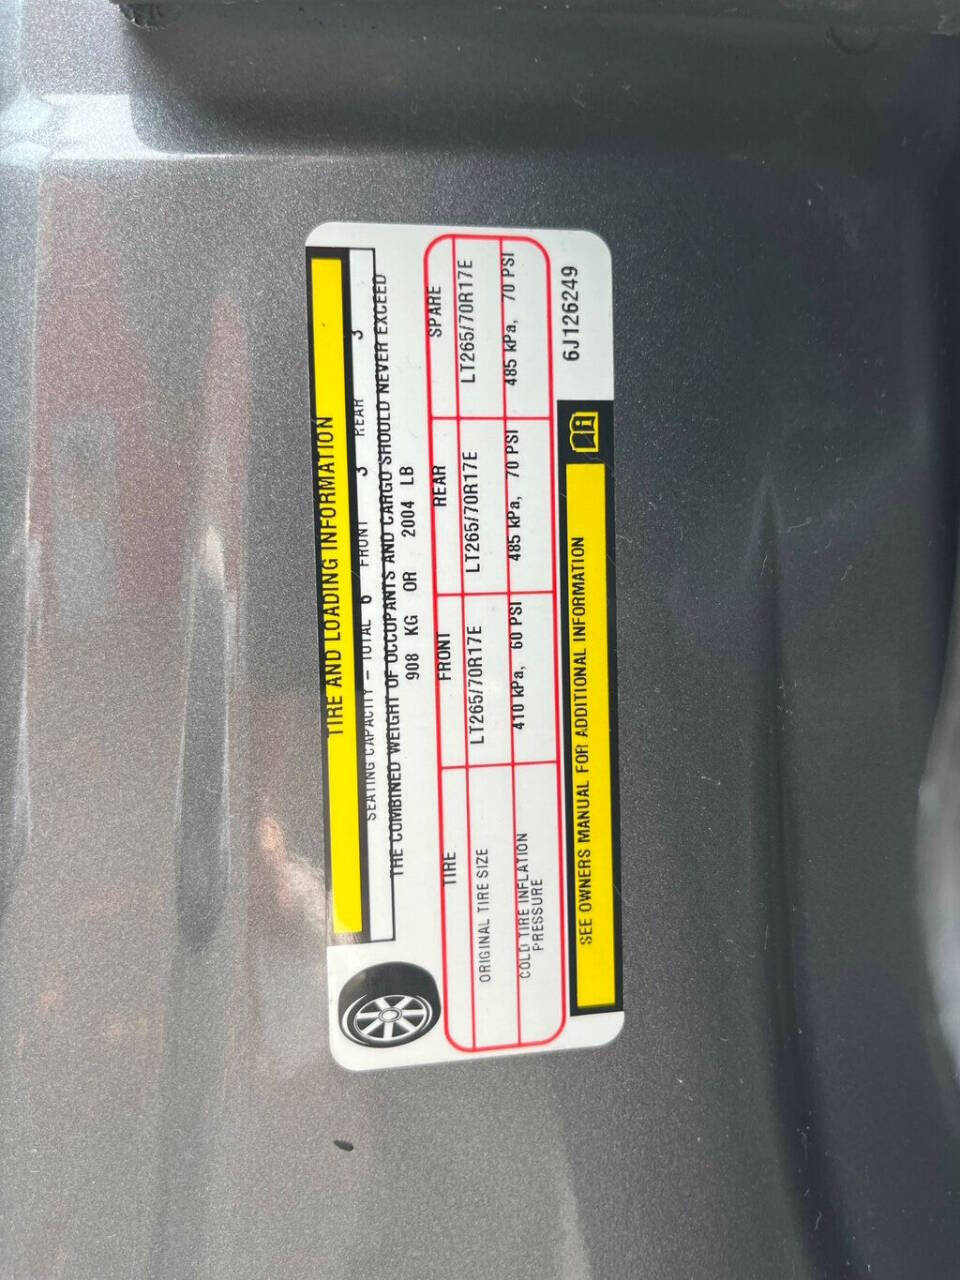 TIRE AND LOADING INFORMATION
SEATING CAPACITY – TOTAL 6 FRONT 3 REAR 3
THE COMBINED WEIGHT OF OCCUPANTS AND CARGO SHOULD NEVER EXCEED
908 KG OR 2004 LB
TIRE FRONT REAR SPARE
ORIGINAL TIRE SIZE LT265/70R17E LT265/70R17E LT265/70R17E
COLD TIRE INFLATION PRESSURE 410 kPa, 60 PSI 485 kPa, 70 PSI 485 kPa, 70 PSI
SEE OWNERS MANUAL FOR ADDITIONAL INFORMATION
6J126249